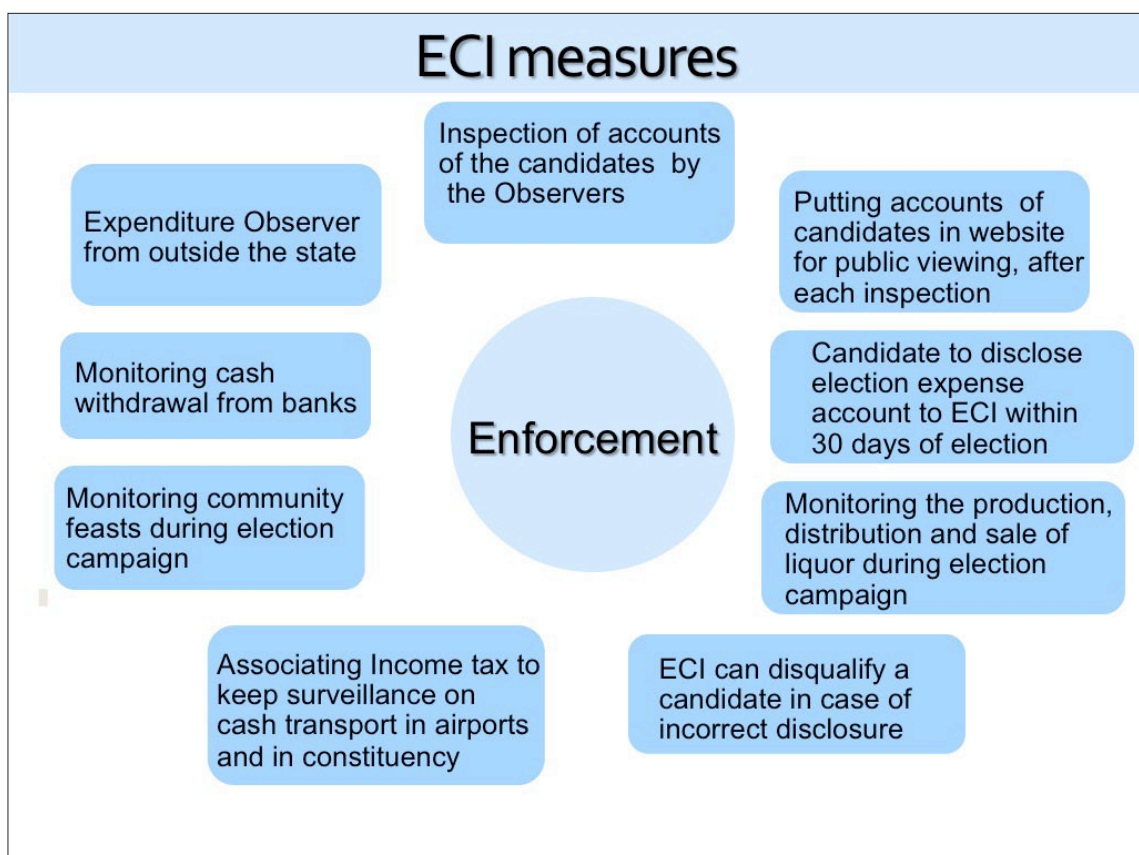 ECI measures
Inspection of accounts
of the candidates by
the Observers
Expenditure Observer
from outside the state
Putting accounts of
candidates in website
for public viewing, after
each inspection
Monitoring cash
withdrawal from banks
Candidate to disclose
election expense
account to ECI within
30 days of election
Enforcement
Monitoring community
feasts during election
campaign
Monitoring the production,
distribution and sale of
liquor during election
campaign
Associating Income tax to
keep surveillance on
cash transport in airports
and in constituency
ECI can disqualify a
candidate in case of
incorrect disclosure